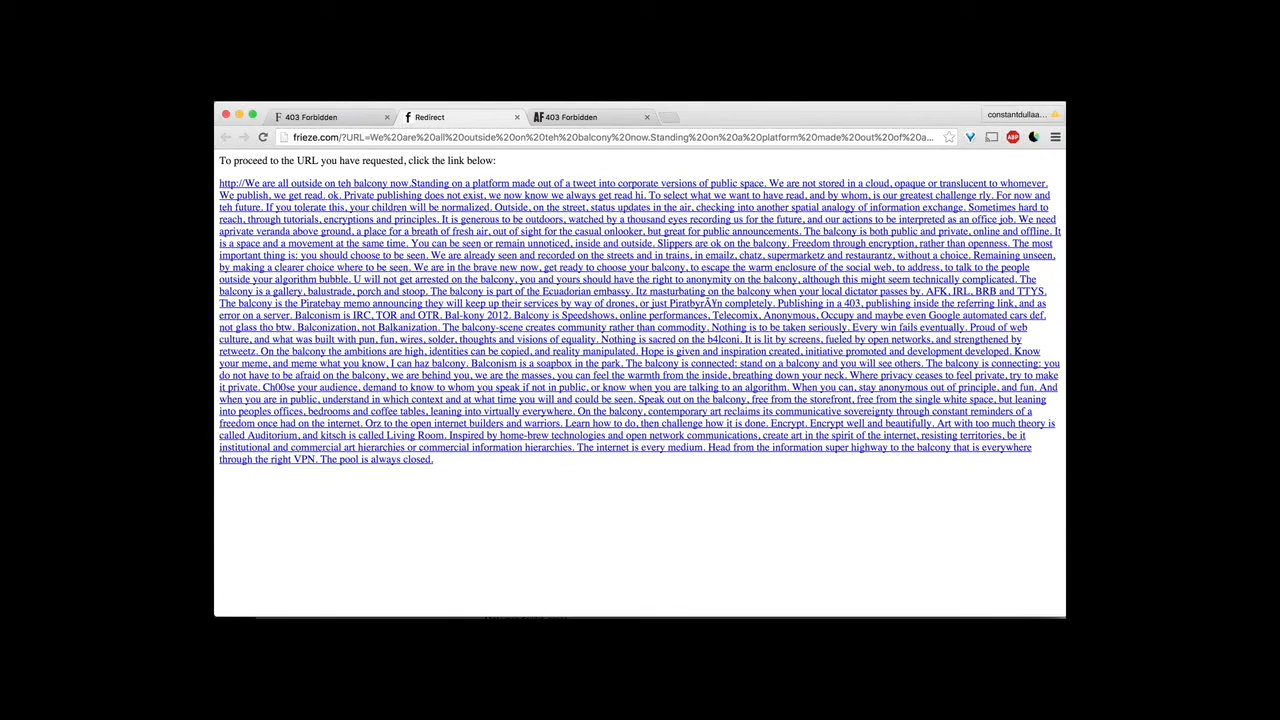 403 Forbidden
Redirect
AF 403 Forbidden
constantdullaa...
frieze.com/?URL=We%20are%20all%20outside%20on%20teh%20balcony%20now.Standing%20on%20a%20platform%20made%20out%20of%20a...
ABP
To proceed to the URL you have requested, click the link below:
http://We are all outside on teh balcony now.Standing on a platform made out of a tweet into corporate versions of public space. We are not stored in a cloud, opaque or translucent to whomever.
We publish, we get read. ok. Private publishing does not exist, we now know we always get read hi. To select what we want to have read, and by whom, is our greatest challenge rly. For now and
teh future. If you tolerate this, your children will be normalized. Outside, on the street, status updates in the air, checking into another spatial analogy of information exchange. Sometimes hard to
reach, through tutorials, encryptions and principles. It is generous to be outdoors, watched by a thousand eyes recording us for the future, and our actions to be interpreted as an office job. We need
aprivate veranda above ground, a place for a breath of fresh air, out of sight for the casual onlooker, but great for public announcements. The balcony is both public and private, online and offline. It
is a space and a movement at the same time. You can be seen or remain unnoticed, inside and outside. Slippers are ok on the balcony. Freedom through encryption, rather than openness. The most
important thing is: you should choose to be seen. We are already seen and recorded on the streets and in trains, in emailz, chatz, supermarketz and restaurantz, without a choice. Remaining unseen,
by making a clearer choice where to be seen. We are in the brave new now, get ready to choose your balcony, to escape the warm enclosure of the social web, to address, to talk to the people
outside your algorithm bubble. U will not get arrested on the balcony, you and yours should have the right to anonymity on the balcony, although this might seem technically complicated. The
balcony is a gallery, balustrade, porch and stoop. The balcony is part of the Ecuadorian embassy. Itz masturbating on the balcony when your local dictator passes by. AFK, IRL, BRB and TTYS.
The balcony is the Piratebay memo announcing they will keep up their services by way of drones, or just PiratbyrÃ¥n completely. Publishing in a 403, publishing inside the referring link, and as
error on a server. Balconism is IRC, TOR and OTR. Bal-kony 2012. Balcony is Speedshows, online performances, Telecomix, Anonymous, Occupy and maybe even Google automated cars def.
not glass tho btw. Balconization, not Balkanization. The balcony-scene creates community rather than commodity. Nothing is to be taken seriously. Every win fails eventually. Proud of web
culture, and what was built with pun, fun, wires, solder, thoughts and visions of equality. Nothing is sacred on the b4lconi. It is lit by screens, fueled by open networks, and strengthened by
retweetz. On the balcony the ambitions are high, identities can be copied, and reality manipulated. Hope is given and inspiration created, initiative promoted and development developed. Know
your meme, and meme what you know, I can haz balcony. Balconism is a soapbox in the park. The balcony is connected: stand on a balcony and you will see others. The balcony is connecting: you
do not have to be afraid on the balcony, we are behind you, we are the masses, you can feel the warmth from the inside, breathing down your neck. Where privacy ceases to feel private, try to make
it private. Ch00se your audience, demand to know to whom you speak if not in public, or know when you are talking to an algorithm. When you can, stay anonymous out of principle, and fun. And
when you are in public, understand in which context and at what time you will and could be seen. Speak out on the balcony, free from the storefront, free from the single white space, but leaning
into peoples offices, bedrooms and coffee tables, leaning into virtually everywhere. On the balcony, contemporary art reclaims its communicative sovereignty through constant reminders of a
freedom once had on the internet. Orz to the open internet builders and warriors. Learn how to do, then challenge how it is done. Encrypt. Encrypt well and beautifully. Art with too much theory is
called Auditorium, and kitsch is called Living Room. Inspired by home-brew technologies and open network communications, create art in the spirit of the internet, resisting territories, be it
institutional and commercial art hierarchies or commercial information hierarchies. The internet is every medium. Head from the information super highway to the balcony that is everywhere
through the right VPN. The pool is always closed.